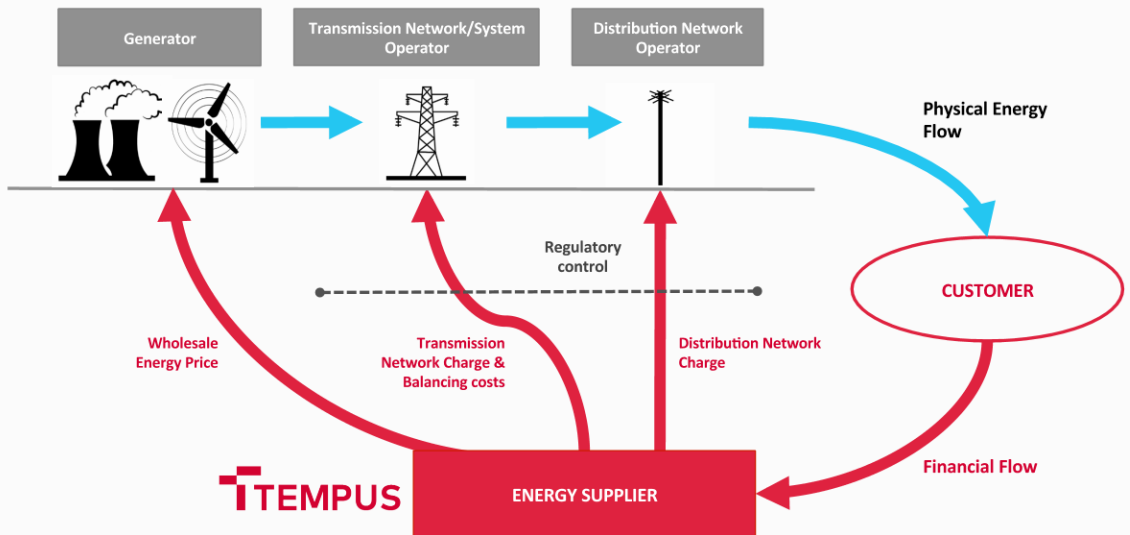 Generator
Transmission Network/System
Operator
Distribution Network
Operator
Physical Energy
Flow
Regulatory
control
CUSTOMER
Wholesale
Energy Price
Transmission
Network Charge &
Balancing costs
Distribution Network
Charge
Financial Flow
TEMPUS
ENERGY SUPPLIER